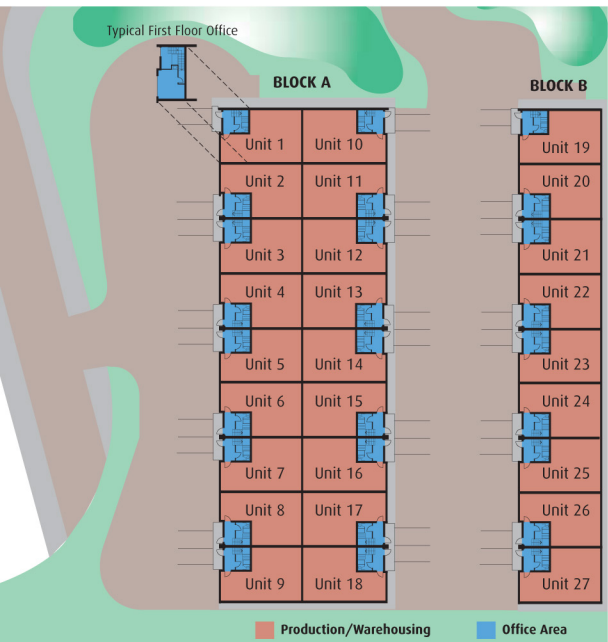 Typical First Floor Office
BLOCK A
BLOCK B
Unit 1
Unit 10
Unit 19
Unit 2
Unit 11
Unit 20
Unit 3
Unit 12
Unit 21
Unit 4
Unit 13
Unit 22
Unit 5
Unit 14
Unit 23
Unit 6
Unit 15
Unit 24
Unit 7
Unit 16
Unit 25
Unit 8
Unit 17
Unit 26
Unit 9
Unit 18
Unit 27
Production/Warehousing
Office Area